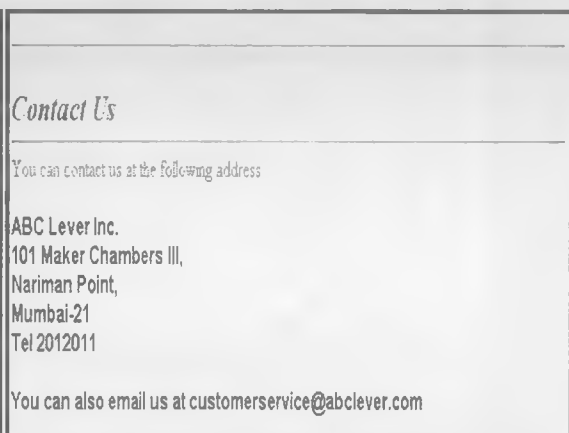 Contact Us
You can contact us at the following address
ABC Lever Inc.
101 Maker Chambers III,
Nariman Point,
Mumbai-21
Tel 2012011
You can also email us at customerservice@abclever.com